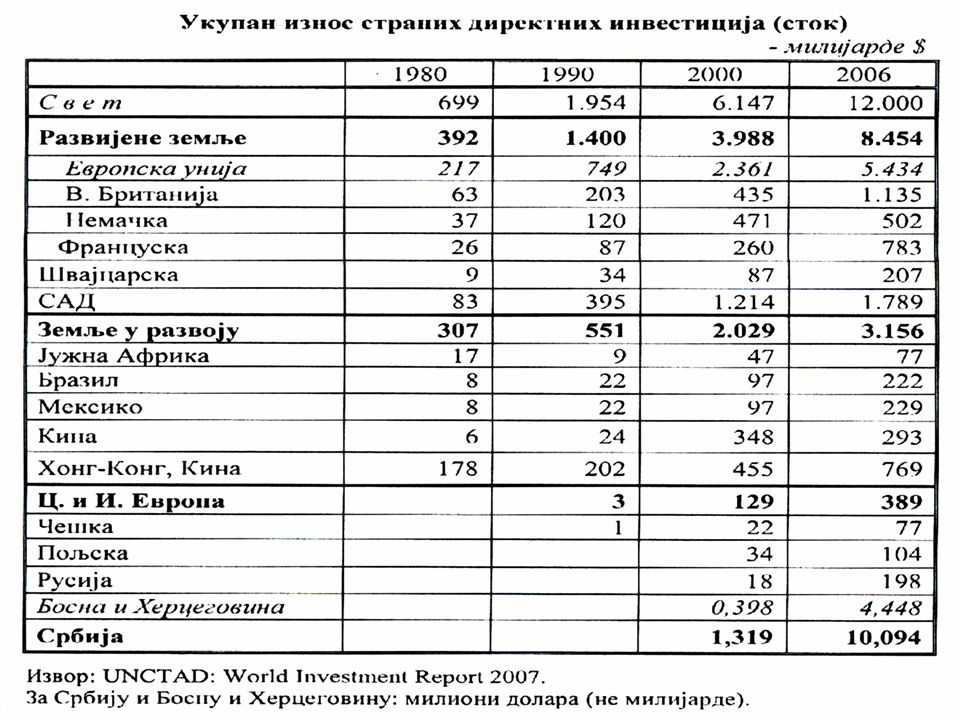 Укупан износ страних директних инвестиција (сток)
- милијарде $
1980 1990 2000 2006
С в е т 699 1.954 6.147 12.000
Развијене земље 392 1.400 3.988 8.454
Европска унија 217 749 2.361 5.434
В. Британија 63 203 435 1.135
Немачка 37 120 471 502
Француска 26 87 260 783
Швајцарска 9 34 87 207
САД 83 395 1.214 1.789
Земље у развоју 307 551 2.029 3.156
Јужна Африка 17 9 47 77
Бразил 8 22 97 222
Мексико 8 22 97 229
Кина 6 24 348 293
Хонг-Конг, Кина 178 202 455 769
Ц. и И. Европа 3 129 389
Чешка 1 22 77
Пољска 34 104
Русија 18 198
Босна и Херцеговина 0,398 4,448
Србија 1,319 10,094
Извор: UNCTAD: World Investment Report 2007.
За Србију и Босну и Херцеговину: милиони долара (не милијарде).